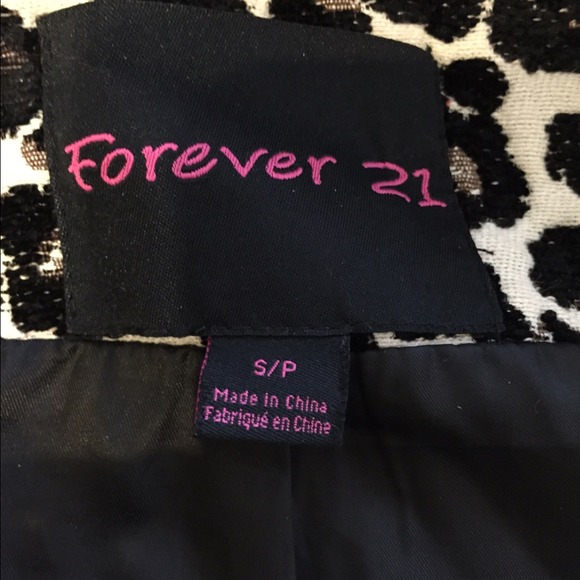 Forever 21
S/P
Made in China
Fabriqué en Chine